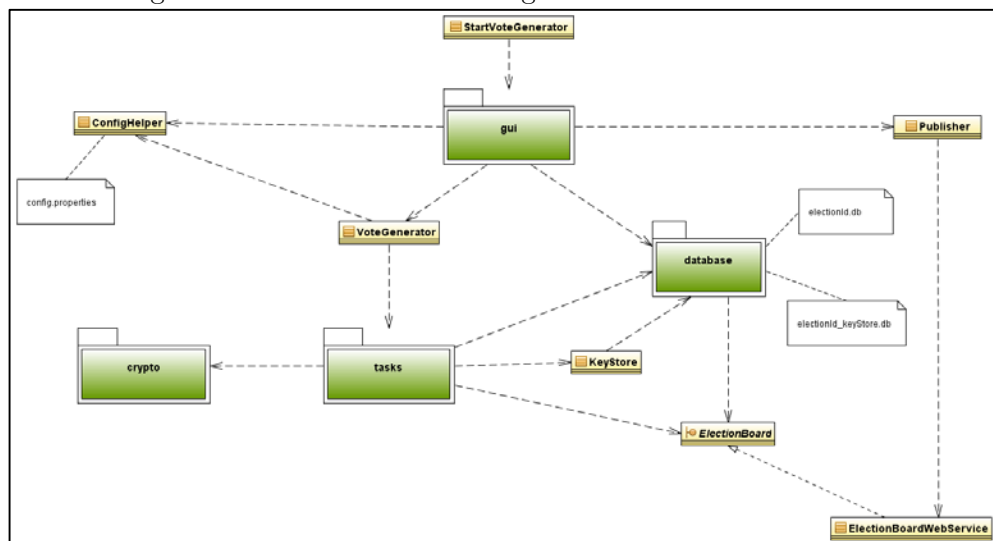 StartVoteGenerator
gui
ConfigHelper
Publisher
config.properties
electionId.db
VoteGenerator
database
electionId_keyStore.db
crypto
tasks
KeyStore
ElectionBoard
ElectionBoardWebService